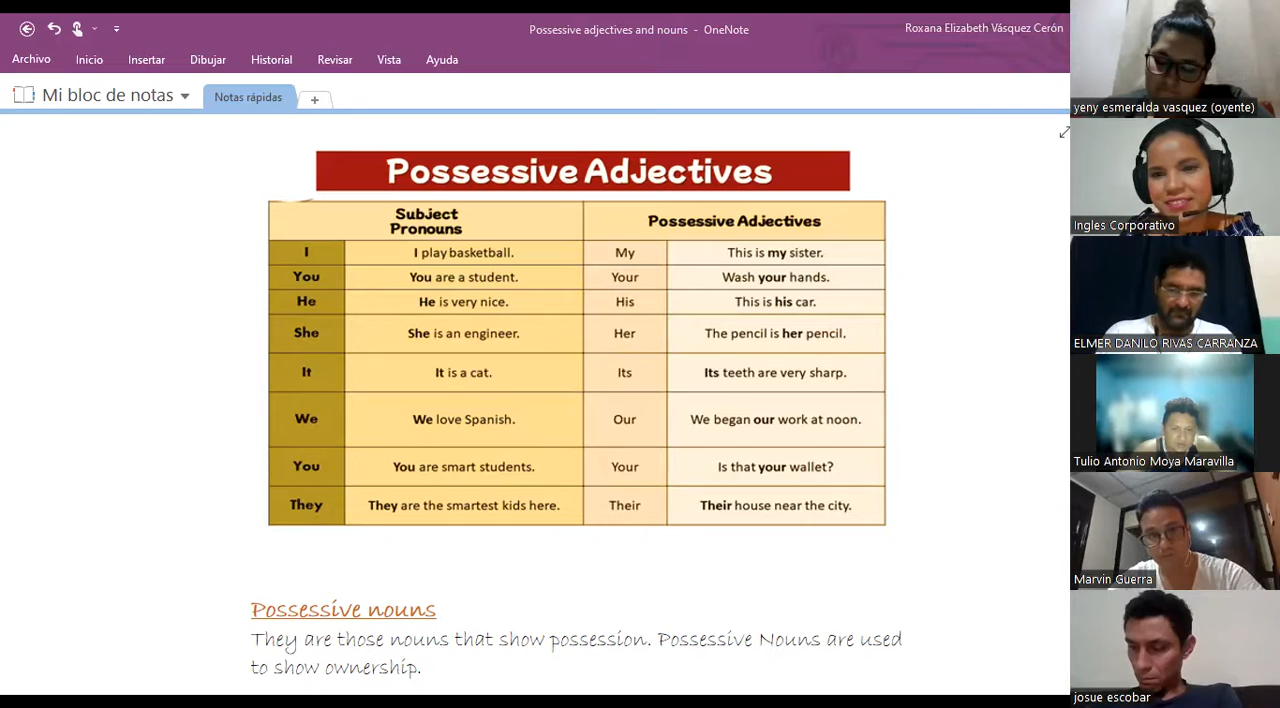 Possessive adjectives and nouns - OneNote
Roxana Elizabeth Vásquez Cerón
Archivo Inicio Insertar Dibujar Historial Revisar Vista Ayuda
Mi bloc de notas
Notas rápidas
Possessive Adjectives
Subject
Pronouns
Possessive Adjectives
I I play basketball. My This is my sister.
You You are a student. Your Wash your hands.
He He is very nice. His This is his car.
She She is an engineer. Her The pencil is her pencil.
It It is a cat. Its Its teeth are very sharp.
We We love Spanish. Our We began our work at noon.
You You are smart students. Your Is that your wallet?
They They are the smartest kids here. Their Their house near the city.
Possessive nouns
They are those nouns that show possession. Possessive Nouns are used
to show ownership.
yeny esmeralda vasquez (oyente)
Ingles Corporativo
ELMER DANILO RIVAS CARRANZA
Tulio Antonio Moya Maravilla
Marvin Guerra
josue escobar